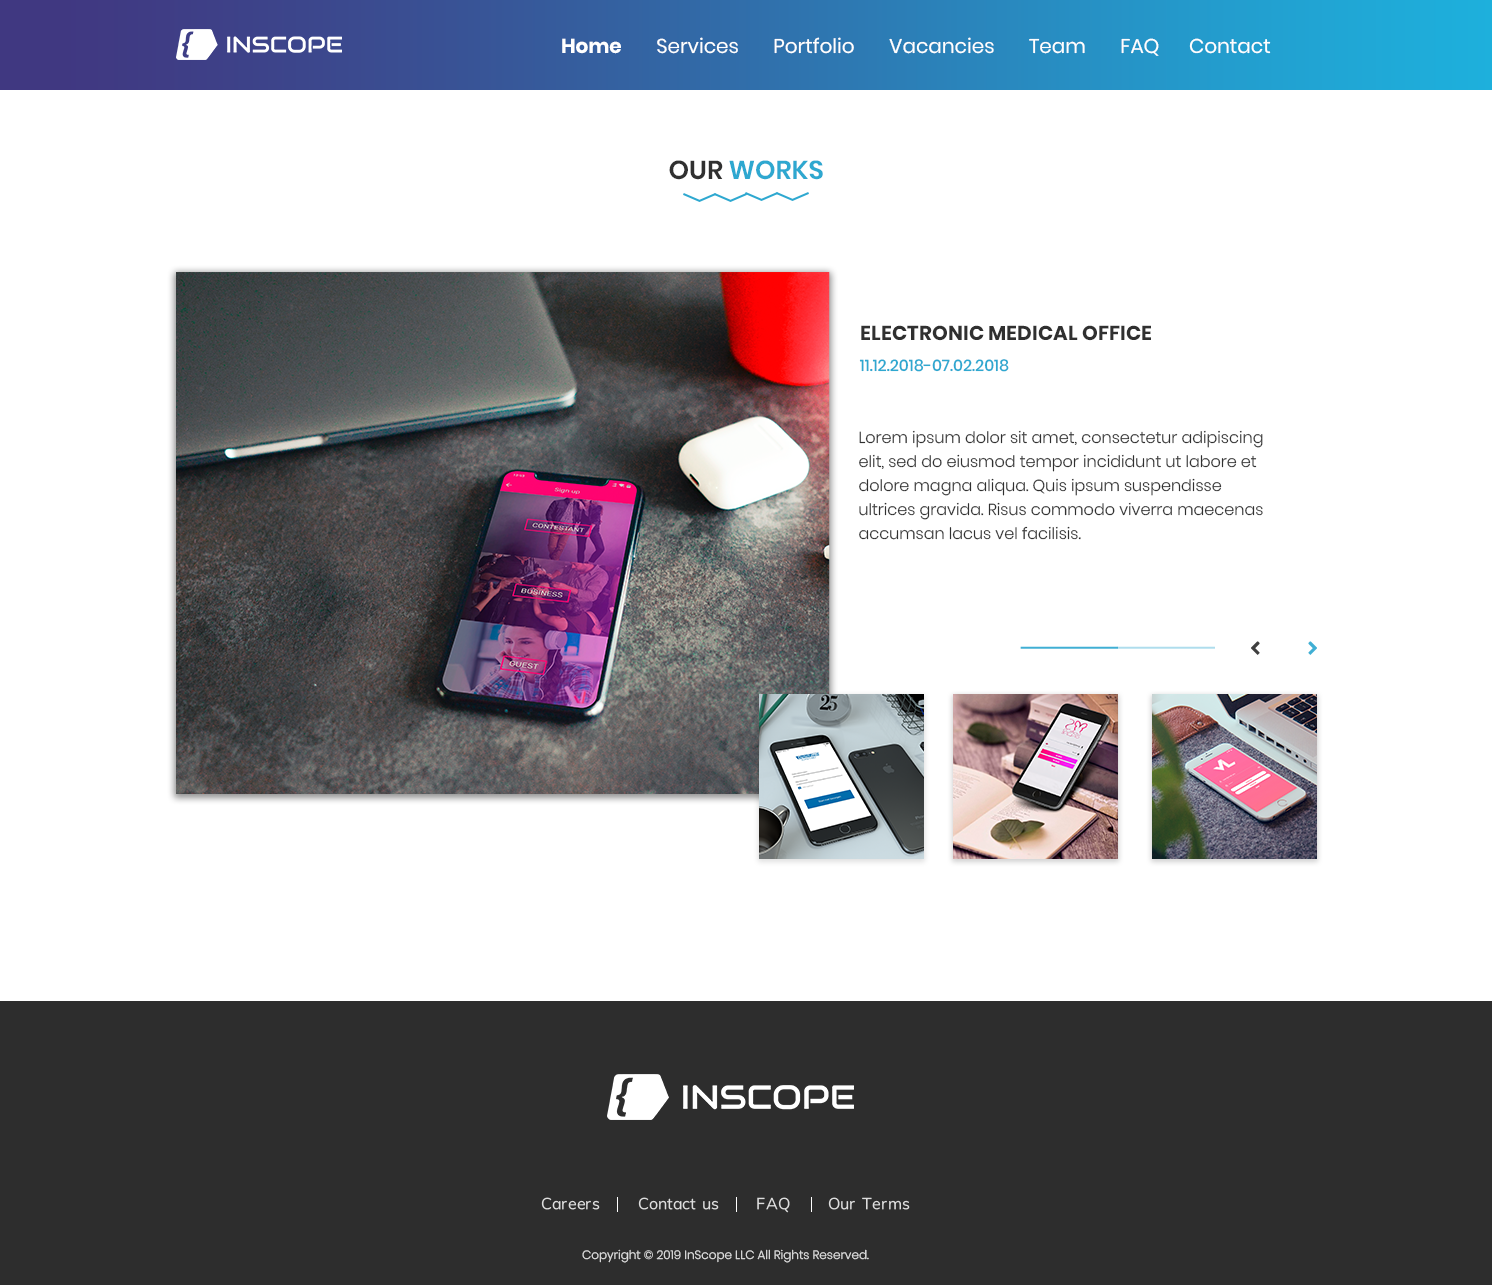 INSCOPE
Home Services Portfolio Vacancies Team FAQ Contact
OUR WORKS
Sign up
CONTESTANT
BUSINESS
GUEST
ELECTRONIC MEDICAL OFFICE
11.12.2018-07.02.2018
Lorem ipsum dolor sit amet, consectetur adipiscing
elit, sed do eiusmod tempor incididunt ut labore et
dolore magna aliqua. Quis ipsum suspendisse
ultrices gravida. Risus commodo viverra maecenas
accumsan lacus vel facilisis.
25
VL
INSCOPE
Careers | Contact us | FAQ | Our Terms
Copyright © 2019 InScope LLC All Rights Reserved.